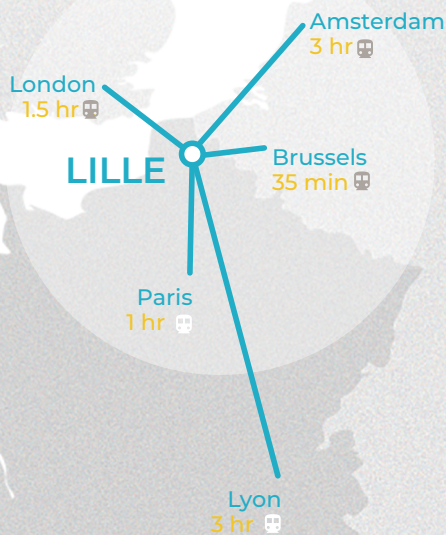 Amsterdam
3 hr
London
1.5 hr
LILLE
Brussels
35 min
Paris
1 hr
Lyon
3 hr